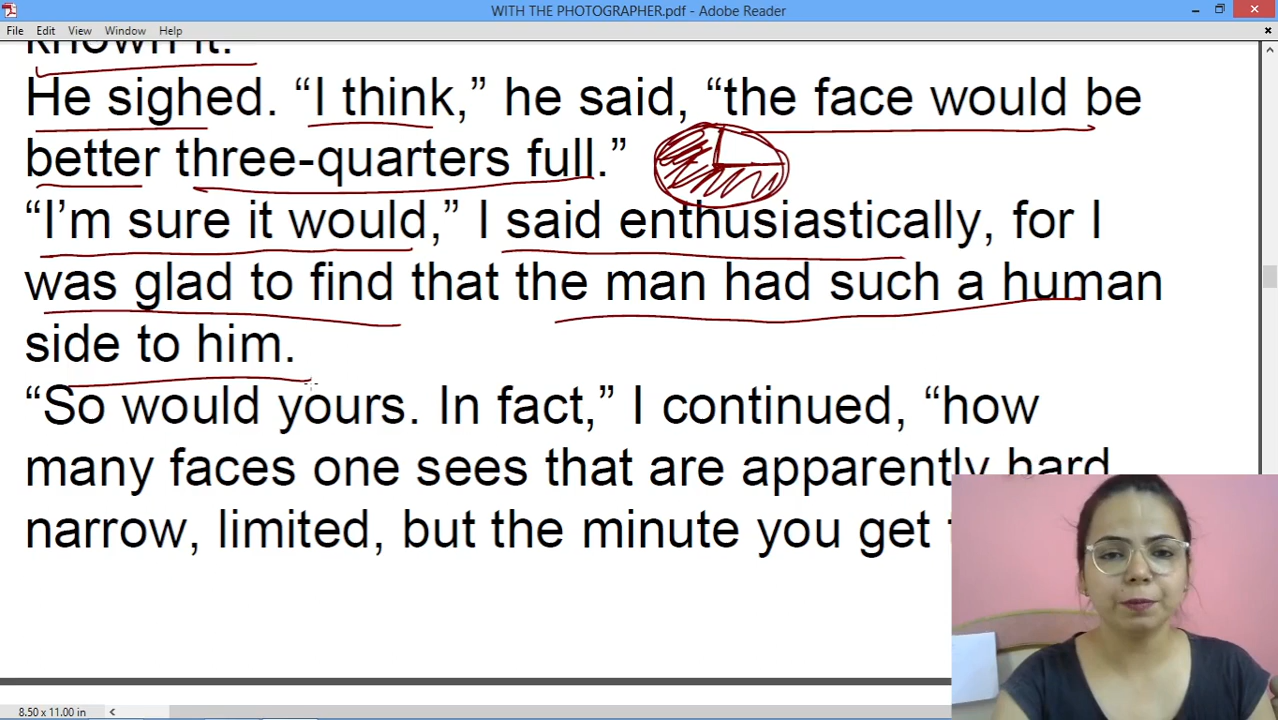 WITH THE PHOTOGRAPHER.pdf - Adobe Reader
File Edit View Window Help
known it.
He sighed. “I think,” he said, “the face would be
better three-quarters full.”
“I’m sure it would,” I said enthusiastically, for I
was glad to find that the man had such a human
side to him.
“So would yours. In fact,” I continued, “how
many faces one sees that are apparently hard
narrow, limited, but the minute you get
8.50 x 11.00 in